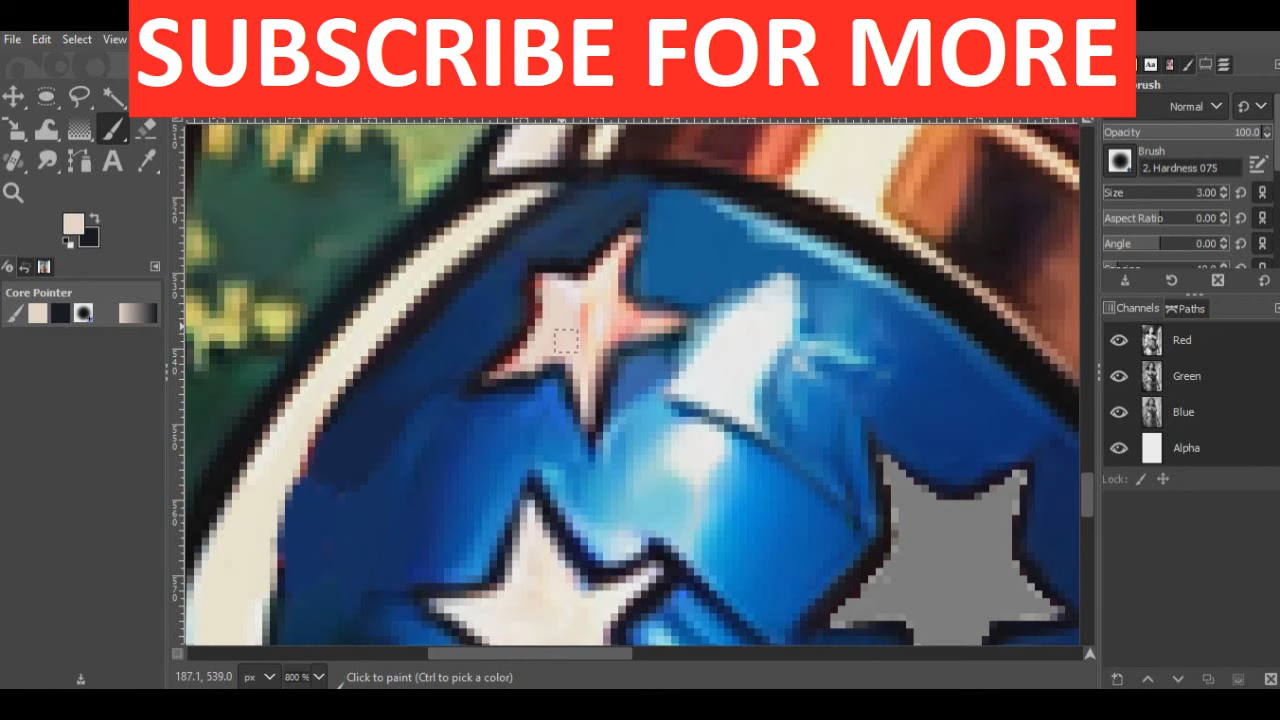 SUBSCRIBE FOR MORE
File Edit Select View
Brush
Normal
Opacity 100.0
Brush
2. Hardness 075
Size 3.00
Aspect Ratio 0.00
Angle 0.00
Core Pointer
Channels Paths
Red
Green
Blue
Alpha
Lock:
187.1, 539.0 px 800 % Click to paint (Ctrl to pick a color)